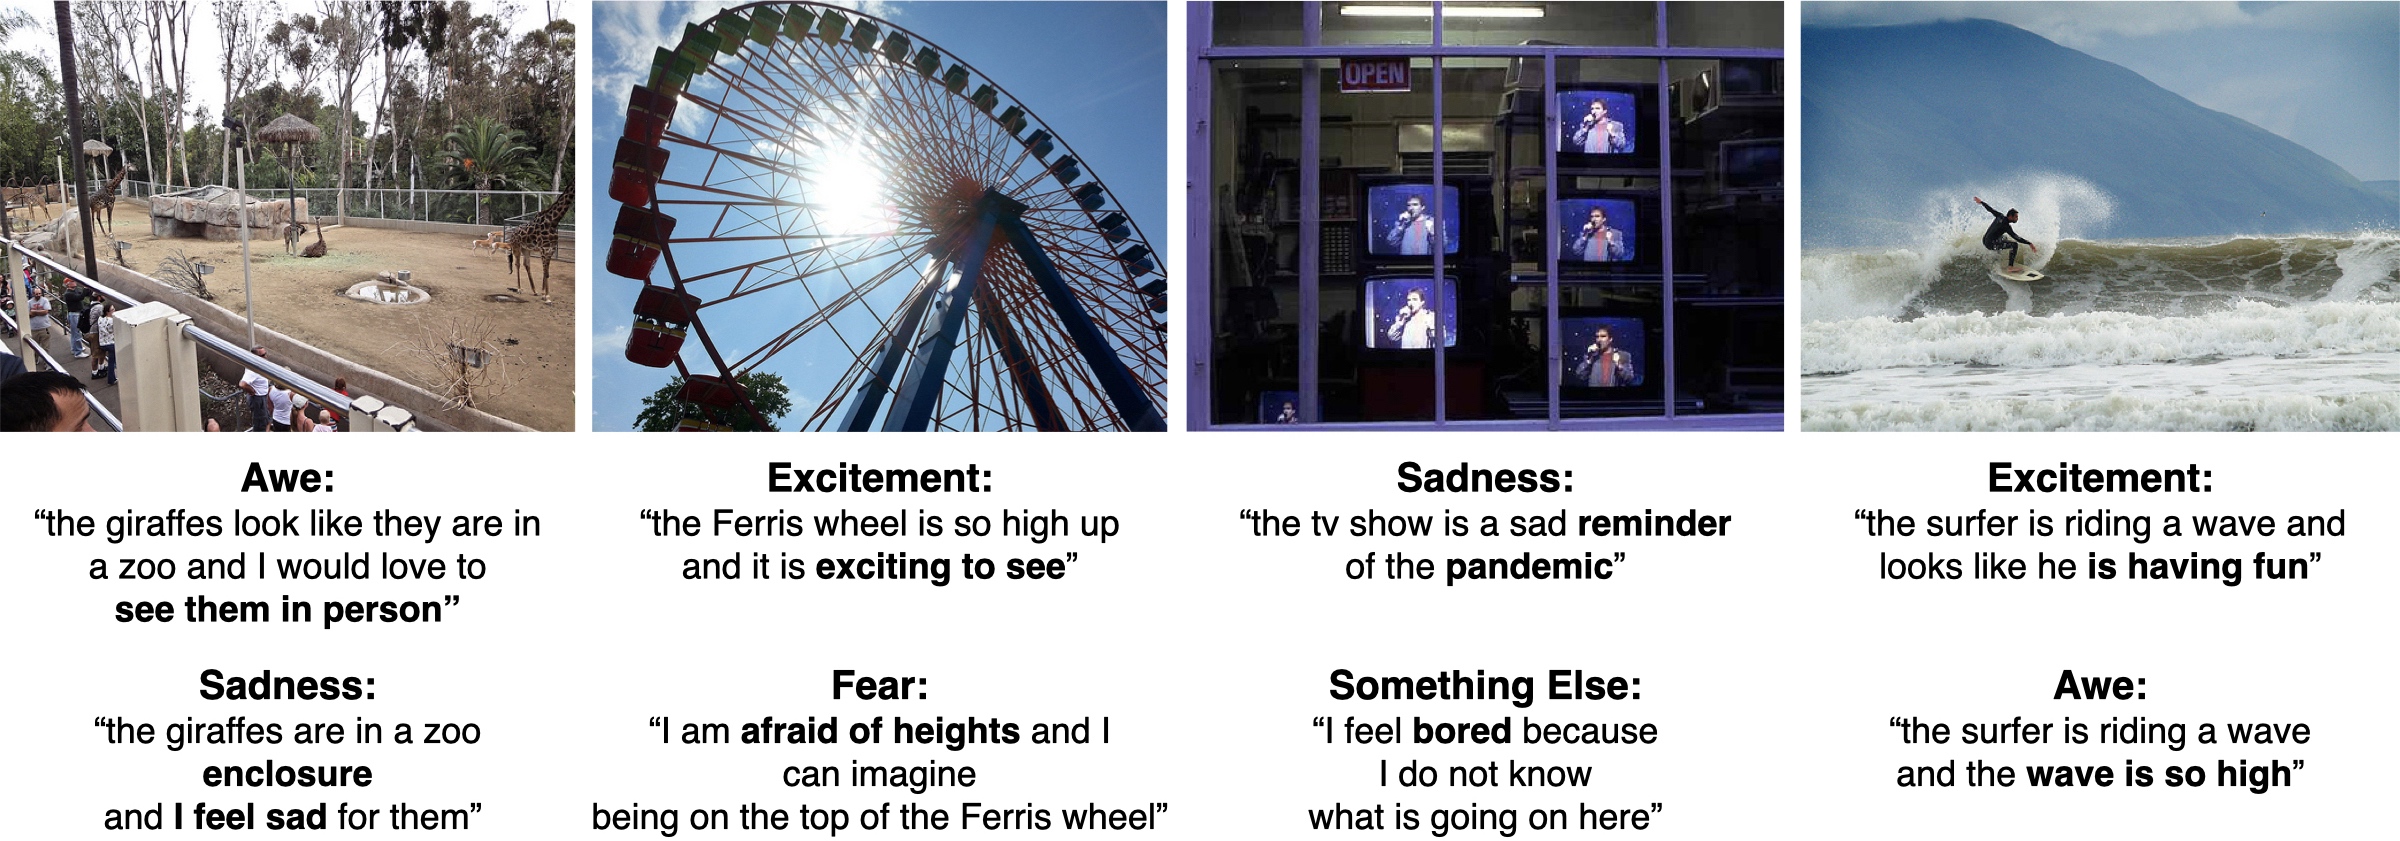 OPEN
Awe:
“the giraffes look like they are in
a zoo and I would love to
see them in person”
Sadness:
“the giraffes are in a zoo
enclosure
and I feel sad for them”
Excitement:
“the Ferris wheel is so high up
and it is exciting to see”
Fear:
“I am afraid of heights and I
can imagine
being on the top of the Ferris wheel”
Sadness:
“the tv show is a sad reminder
of the pandemic”
Something Else:
“I feel bored because
I do not know
what is going on here”
Excitement:
“the surfer is riding a wave and
looks like he is having fun”
Awe:
“the surfer is riding a wave
and the wave is so high”